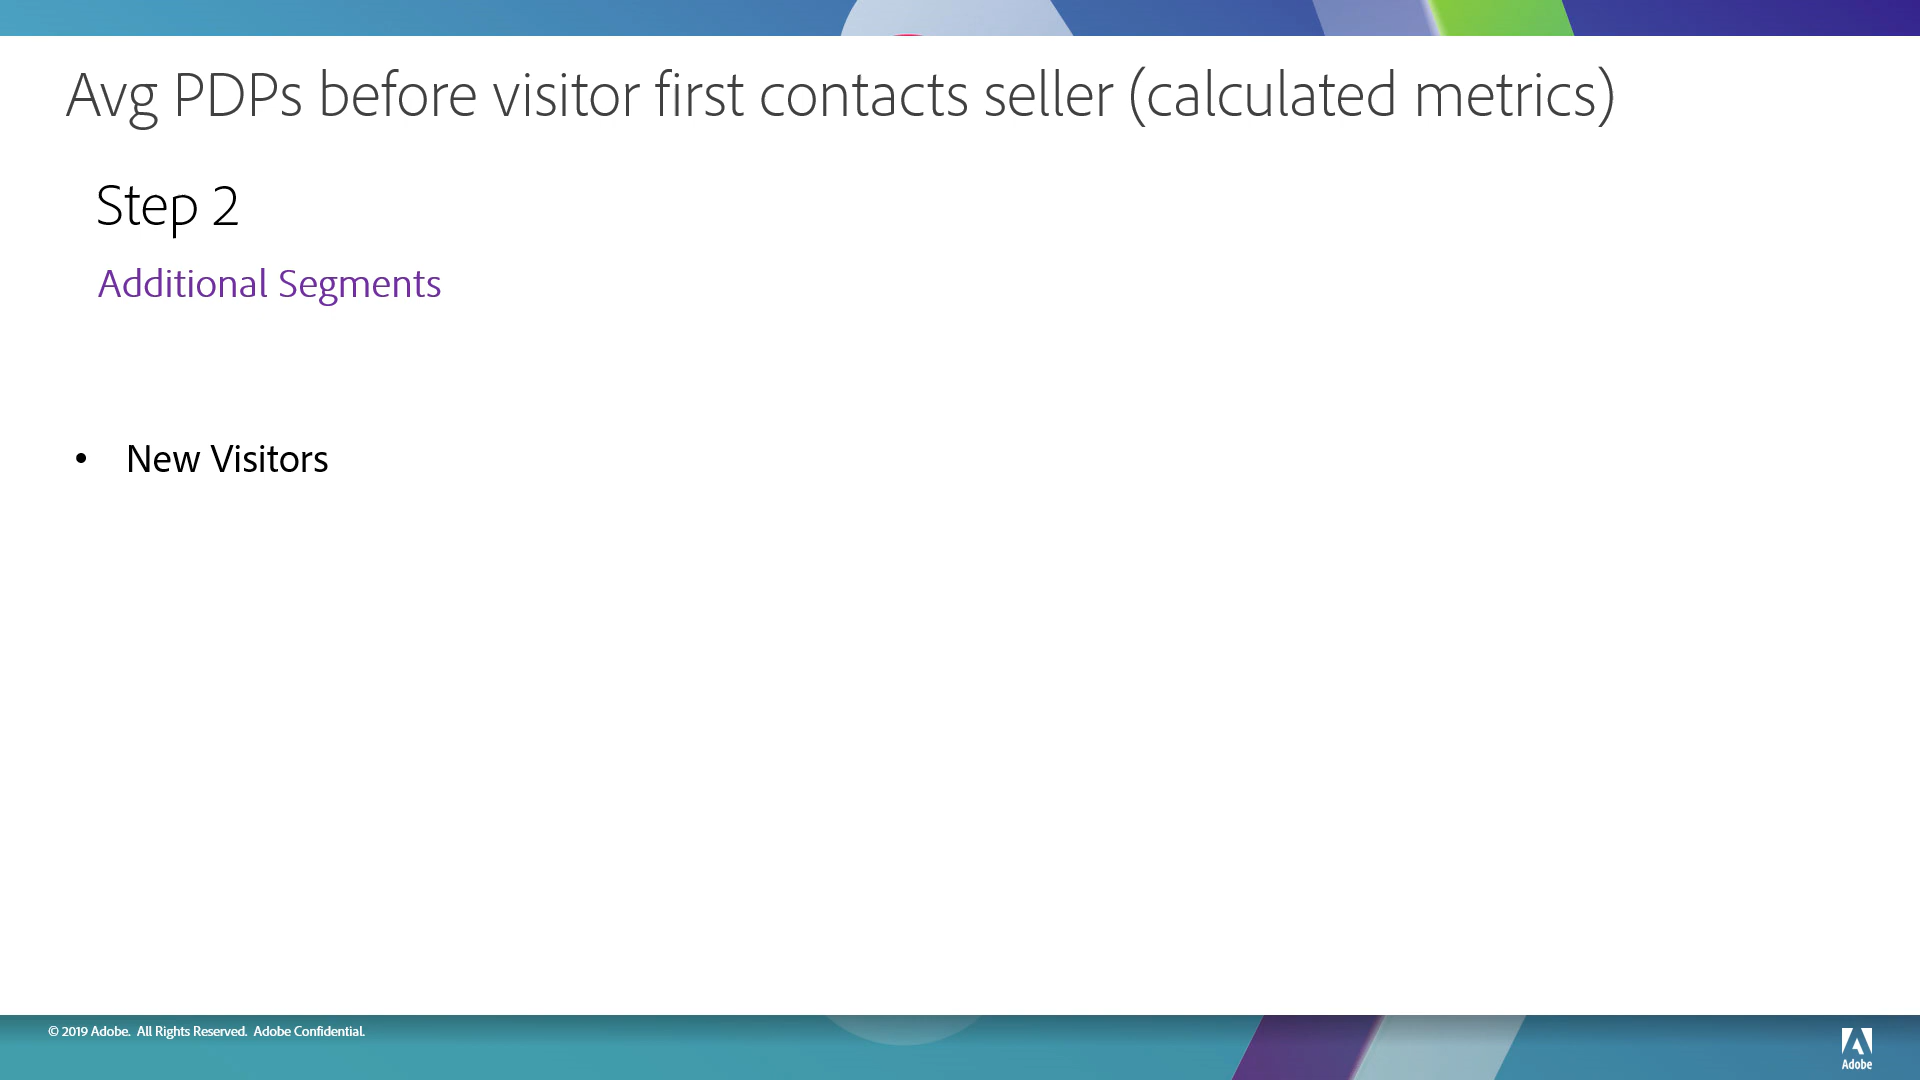 Avg PDPs before visitor first contacts seller (calculated metrics)
Step 2
Additional Segments
• New Visitors
© 2019 Adobe. All Rights Reserved. Adobe Confidential.
Adobe